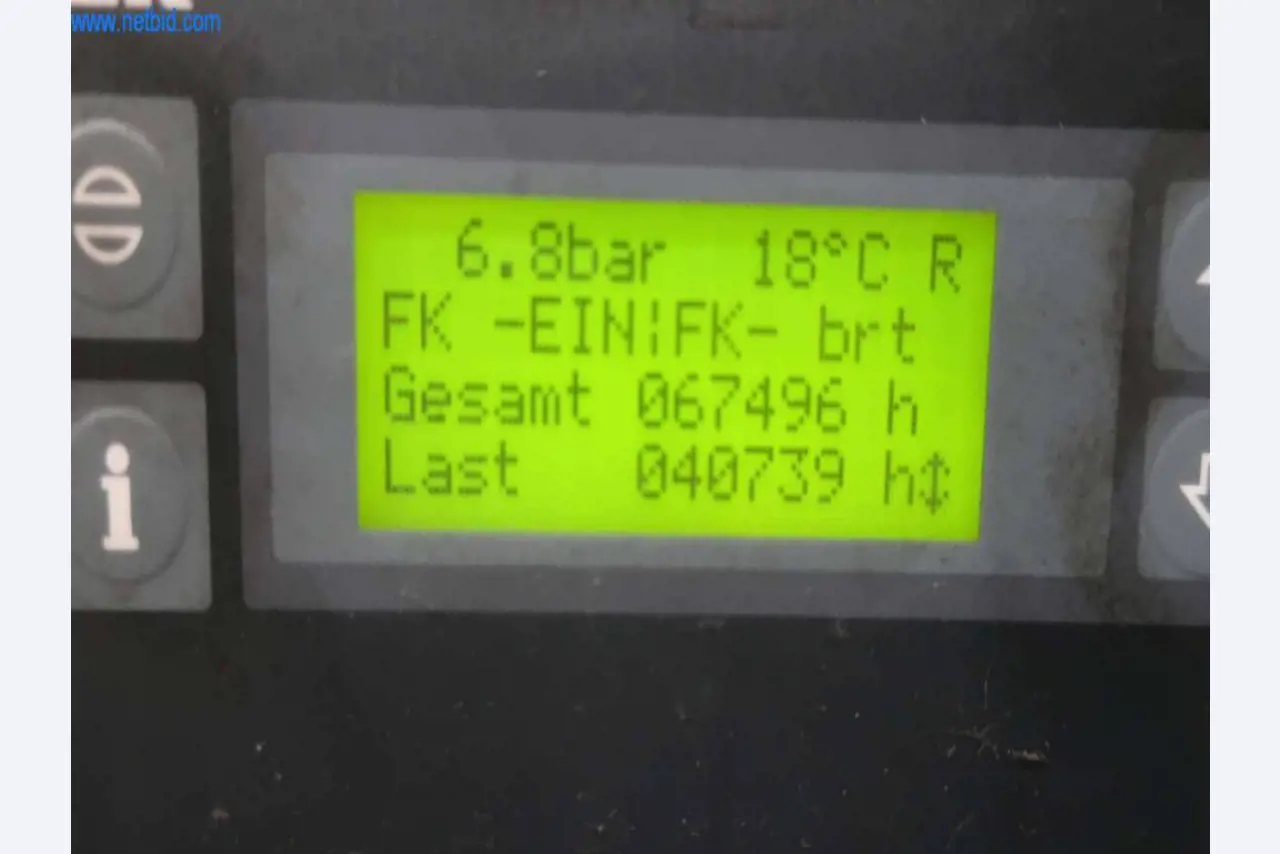 www.netbid.com
6.8bar 18°C R
FK -EIN¦FK- brt
Gesamt 067496 h
Last 040739 h↕
i